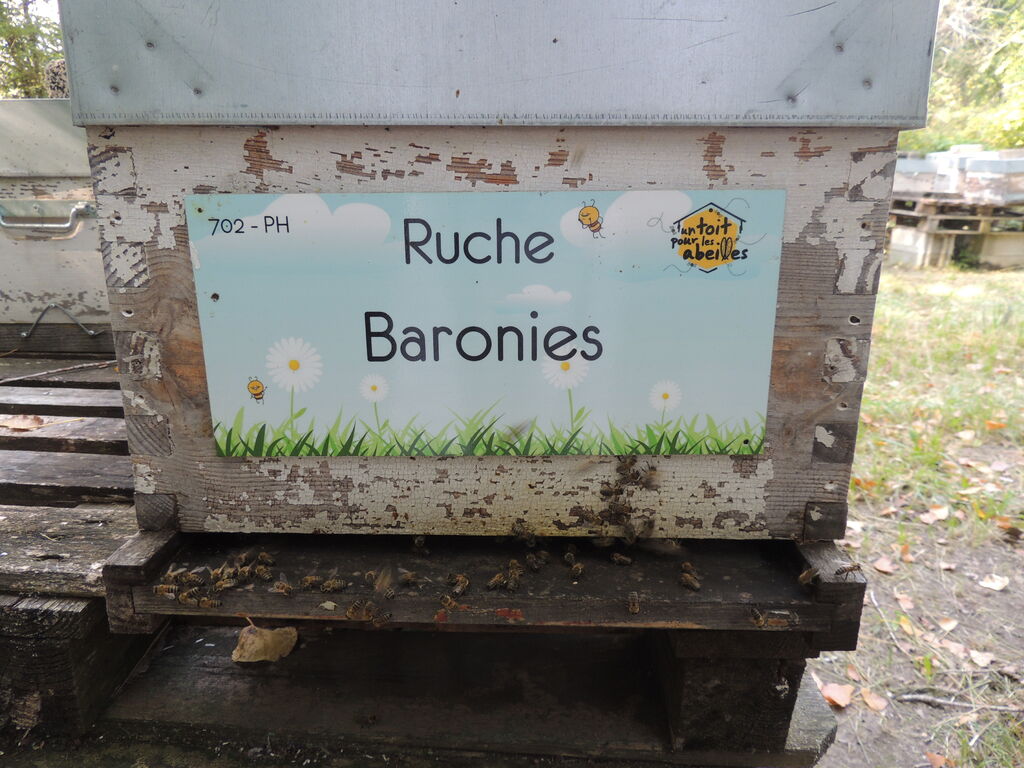 702 - PH
Ruche
Baronies
un toit
pour les
abeilles